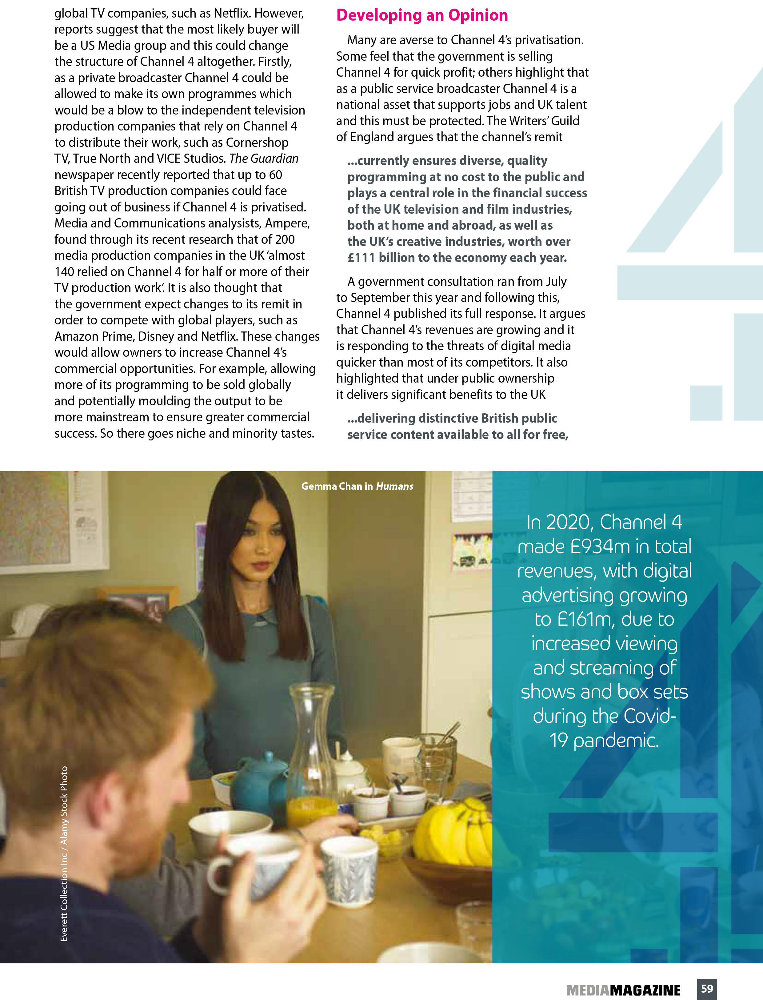 global TV companies, such as Netflix. However,
reports suggest that the most likely buyer will
be a US Media group and this could change
the structure of Channel 4 altogether. Firstly,
as a private broadcaster Channel 4 could be
allowed to make its own programmes which
would be a blow to the independent television
production companies that rely on Channel 4
to distribute their work, such as Cornershop
TV, True North and VICE Studios. The Guardian
newspaper recently reported that up to 60
British TV production companies could face
going out of business if Channel 4 is privatised.
Media and Communications analysists, Ampere,
found through its recent research that of 200
media production companies in the UK ‘almost
140 relied on Channel 4 for half or more of their
TV production work’. It is also thought that
the government expect changes to its remit in
order to compete with global players, such as
Amazon Prime, Disney and Netflix. These changes
would allow owners to increase Channel 4’s
commercial opportunities. For example, allowing
more of its programming to be sold globally
and potentially moulding the output to be
more mainstream to ensure greater commercial
success. So there goes niche and minority tastes.
Developing an Opinion
Many are averse to Channel 4’s privatisation.
Some feel that the government is selling
Channel 4 for quick profit; others highlight that
as a public service broadcaster Channel 4 is a
national asset that supports jobs and UK talent
and this must be protected. The Writers’ Guild
of England argues that the channel’s remit
...currently ensures diverse, quality
programming at no cost to the public and
plays a central role in the financial success
of the UK television and film industries,
both at home and abroad, as well as
the UK’s creative industries, worth over
£111 billion to the economy each year.
A government consultation ran from July
to September this year and following this,
Channel 4 published its full response. It argues
that Channel 4’s revenues are growing and it
is responding to the threats of digital media
quicker than most of its competitors. It also
highlighted that under public ownership
it delivers significant benefits to the UK
...delivering distinctive British public
service content available to all for free,
Gemma Chan in Humans
In 2020, Channel 4
made £934m in total
revenues, with digital
advertising growing
to £161m, due to
increased viewing
and streaming of
shows and box sets
during the Covid-
19 pandemic.
Everett Collection Inc / Alamy Stock Photo
MEDIAMAGAZINE
59